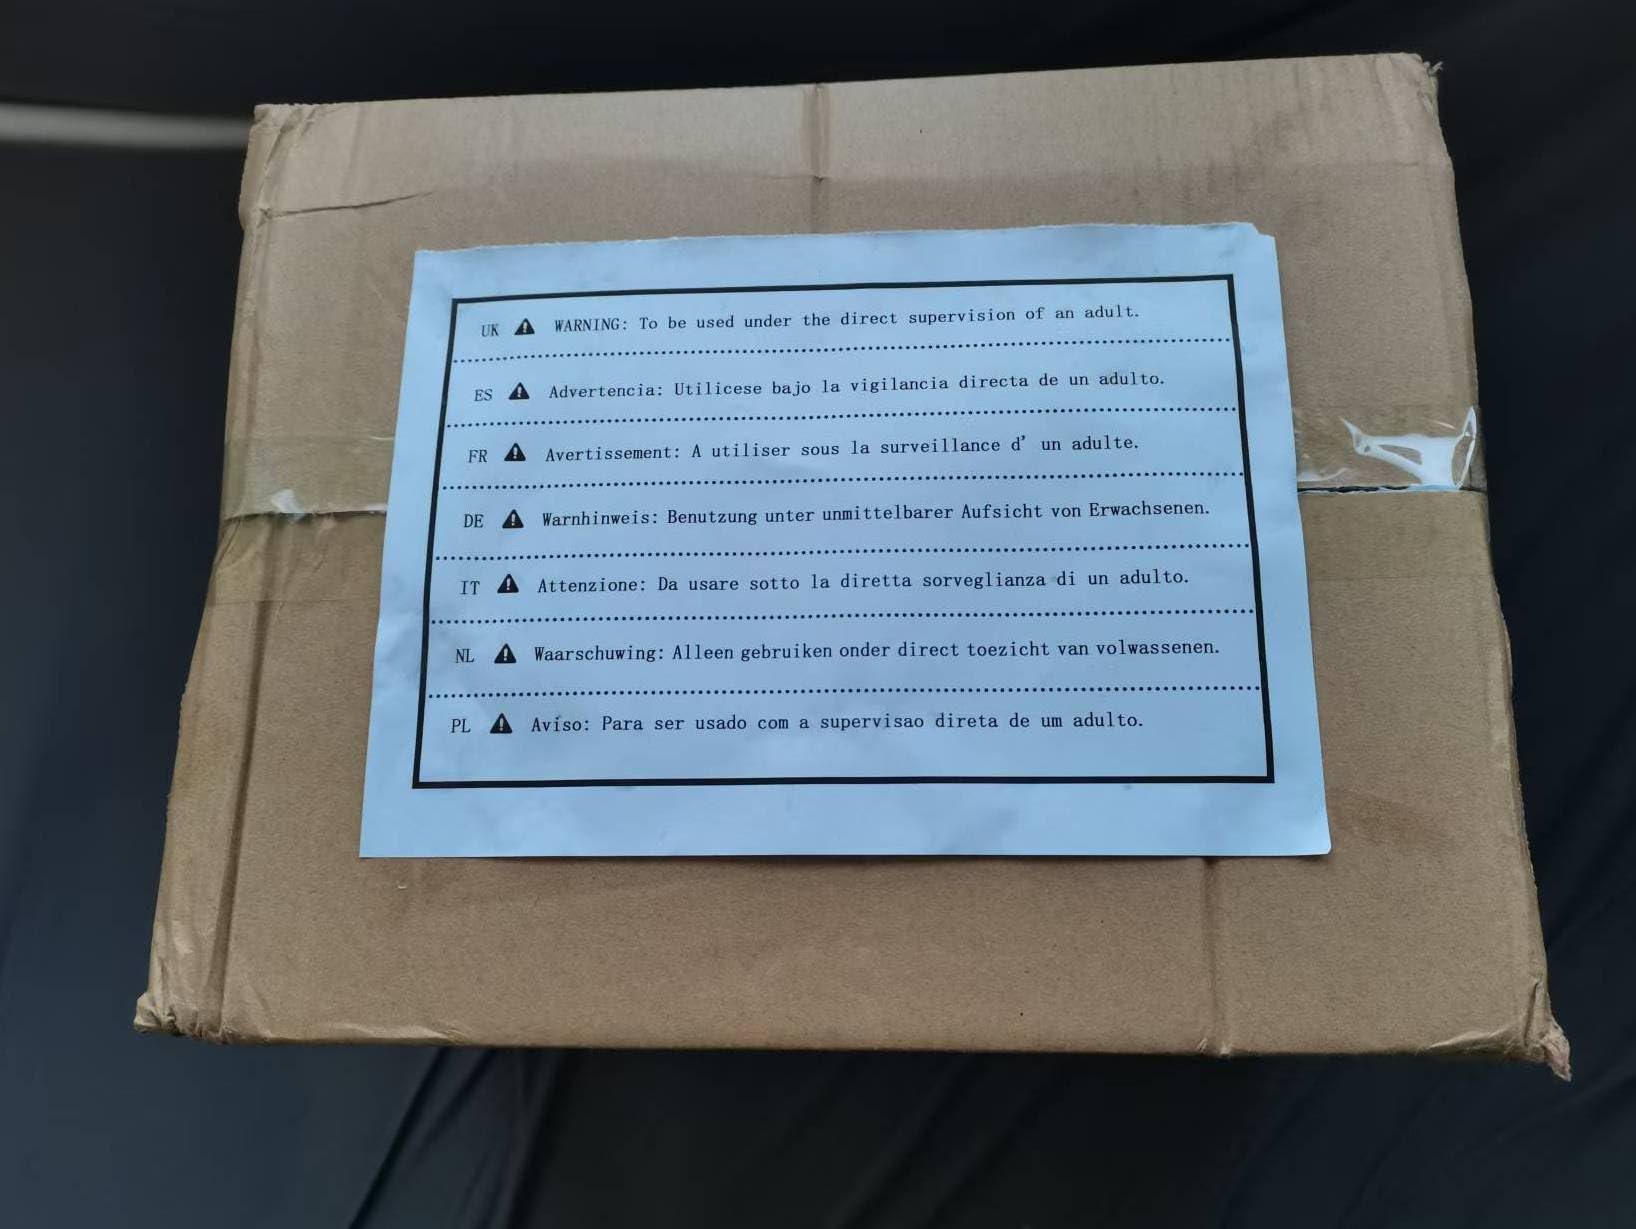 UK ⚠ WARNING: To be used under the direct supervision of an adult.
ES ⚠ Advertencia: Utilicese bajo la vigilancia directa de un adulto.
FR ⚠ Avertissement: A utiliser sous la surveillance d' un adulte.
DE ⚠ Warnhinweis: Benutzung unter unmittelbarer Aufsicht von Erwachsenen.
IT ⚠ Attenzione: Da usare sotto la diretta sorveglianza di un adulto.
NL ⚠ Waarschuwing: Alleen gebruiken onder direct toezicht van volwassenen.
PL ⚠ Avíso: Para ser usado com a supervisao direta de um adulto.